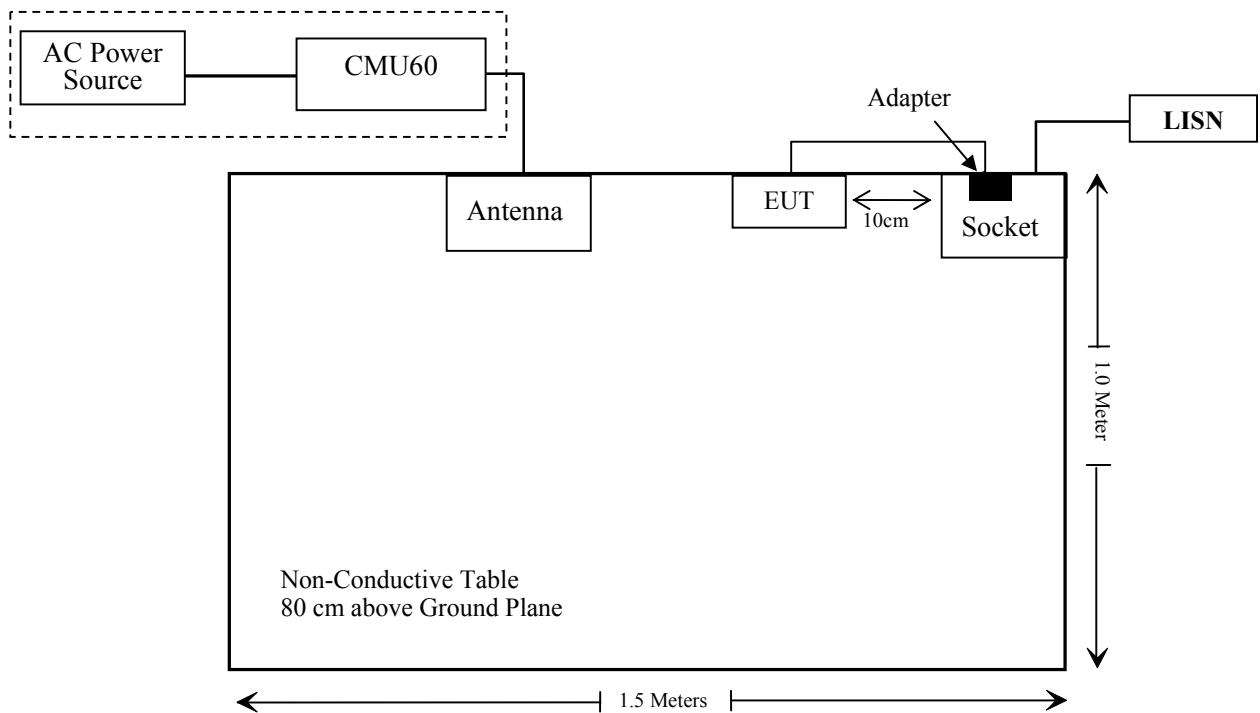 AC Power
Source
CMU60
Adapter
LISN
Antenna
EUT
10cm
Socket
1.0 Meter
Non-Conductive Table
80 cm above Ground Plane
1.5 Meters